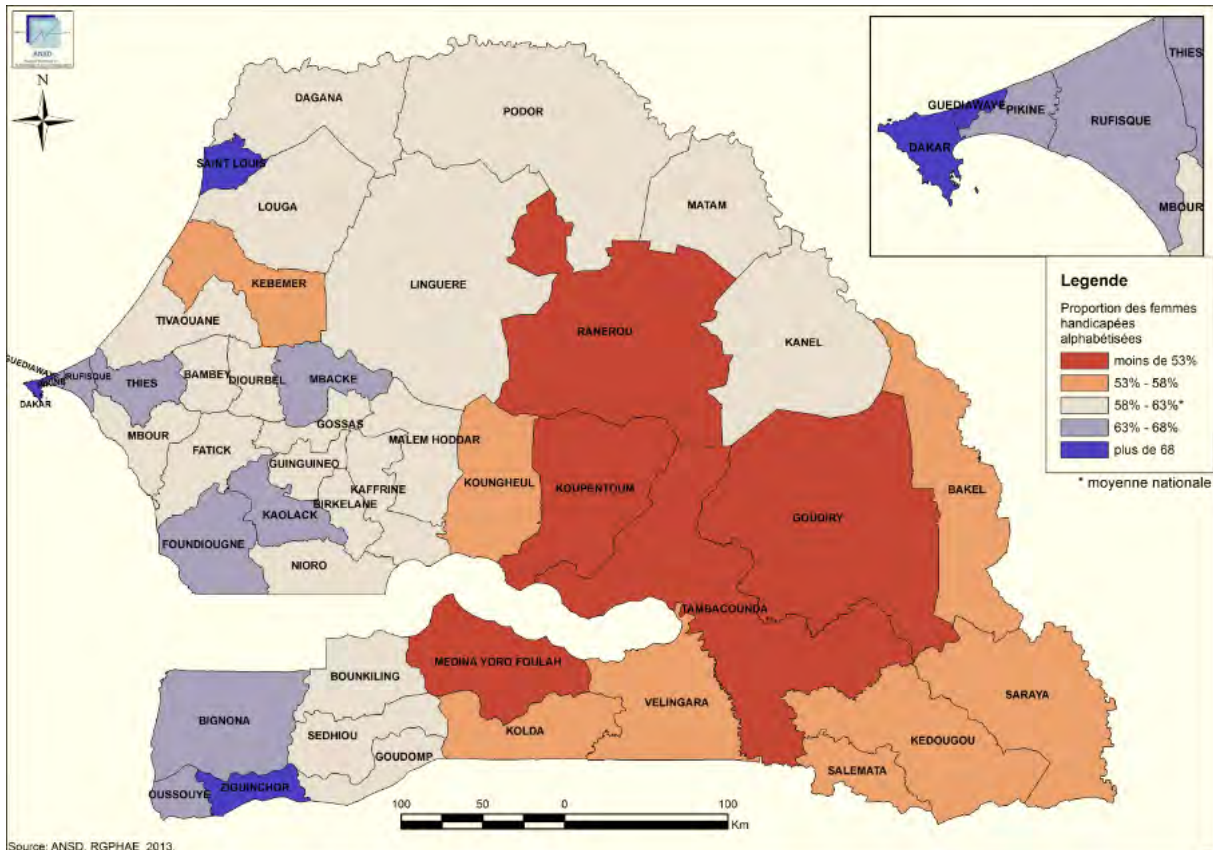 ANSD
N
DAGANA
PODOR
SAINT LOUIS
LOUGA
MATAM
LINGUERE
KEBEMER
TIVAOUANE
RANEROU
KANEL
GUEDIAWAYE
RUFISQUE
DAKAR
THIES
BAMBEY
DIOURBEL
MBACKE
MBOUR
GOSSAS
MALEM HODDAR
FATICK
GUINGUINEO
KOUNGHEUL
KOUPENTOUM
KAFFRINE
BIRKELANE
KAOLACK
GOUDIRY
BAKEL
FOUNDIOUGNE
NIORO
TAMBACOUNDA
MEDINA YORO FOULAH
BOUNKILING
VELINGARA
SARAYA
BIGNONA
SEDHIOU
KOLDA
KEDOUGOU
GOUDOMP
SALEMATA
OUSSOUYE
ZIGUINCHOR
100 50 0 100
Km
THIES
GUEDIAWAYE
PIKINE
RUFISQUE
DAKAR
MBOUR
Legende
Proportion des femmes
handicapées
alphabétisées
moins de 53%
53% - 58%
58% - 63%*
63% - 68%
plus de 68
* moyenne nationale
Source: ANSD, RGPHAE 2013.